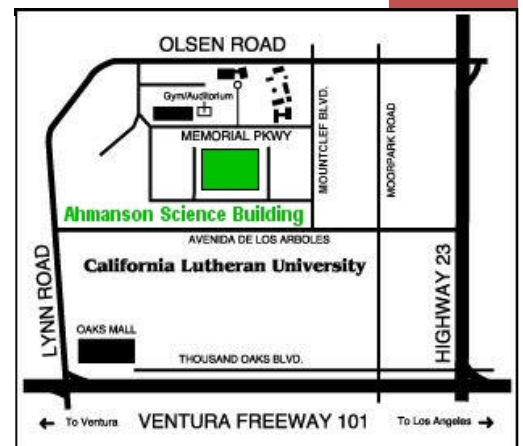 OLSEN ROAD
Gym/Auditorium
MEMORIAL PKWY
MOUNTCLEF BLVD.
MOORPARK ROAD
Ahmanson Science Building
AVENIDA DE LOS ARBOLES
California Lutheran University
LYNN ROAD
HIGHWAY 23
OAKS MALL
THOUSAND OAKS BLVD.
To Ventura
VENTURA FREEWAY 101
To Los Angeles